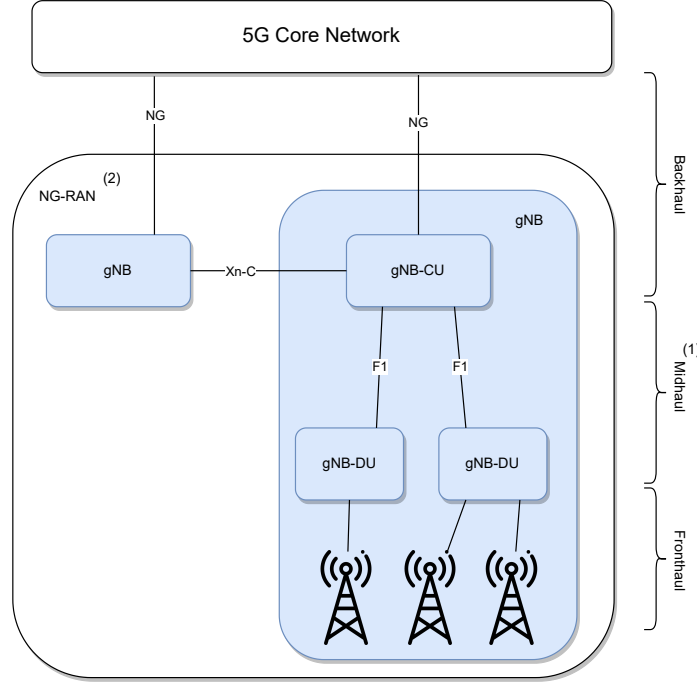 5G Core Network
NG
NG
Backhaul
(2)
NG-RAN
gNB
gNB
Xn-C
gNB-CU
F1
F1
(1)
Midhaul
gNB-DU
gNB-DU
Fronthaul